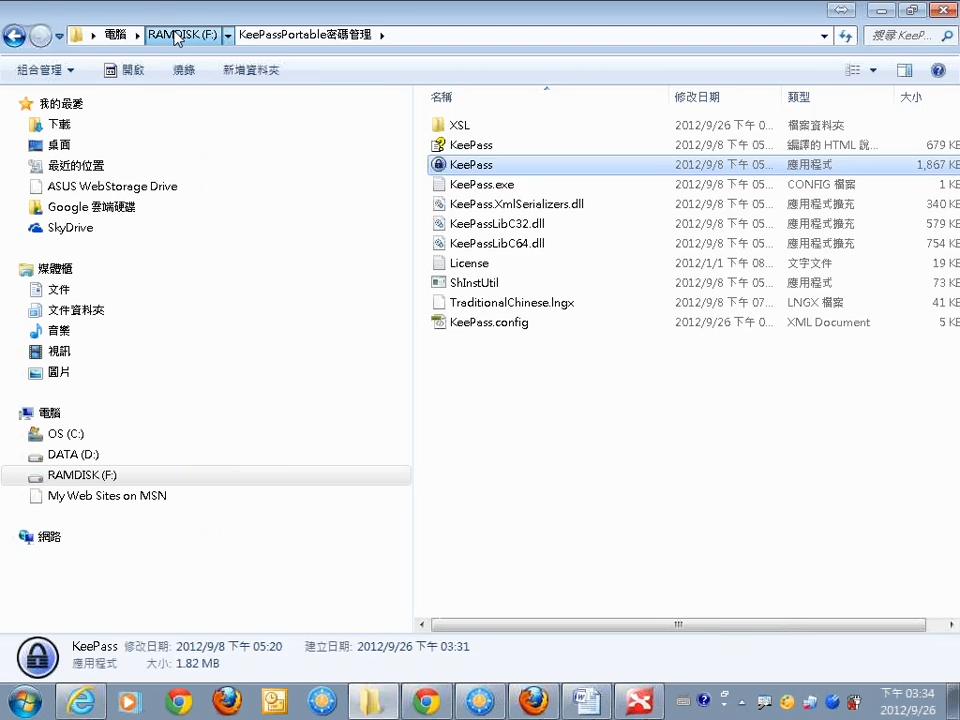 電腦 RAMDISK (F:) KeePassPortable密碼管理 搜尋 KeeP...
組合管理 開啟 燒錄 新增資料夾
我的最愛
下載
桌面
最近的位置
ASUS WebStorage Drive
Google 雲端硬碟
SkyDrive
媒體櫃
文件
文件資料夾
音樂
視訊
圖片
電腦
OS (C:)
DATA (D:)
RAMDISK (F:)
My Web Sites on MSN
網路
名稱 修改日期 類型 大小
XSL 2012/9/26 下午 0... 檔案資料夾
KeePass 2012/9/8 下午 05... 編譯的 HTML 說... 679 KB
KeePass 2012/9/8 下午 05... 應用程式 1,867 KB
KeePass.exe 2012/9/8 下午 05... CONFIG 檔案 1 KB
KeePass.XmlSerializers.dll 2012/9/8 下午 05... 應用程式擴充 340 KB
KeePassLibC32.dll 2012/9/8 下午 05... 應用程式擴充 579 KB
KeePassLibC64.dll 2012/9/8 下午 05... 應用程式擴充 754 KB
License 2012/1/1 下午 08... 文字文件 19 KB
ShInstUtil 2012/9/8 下午 05... 應用程式 73 KB
TraditionalChinese.lngx 2012/9/8 下午 07... LNGX 檔案 41 KB
KeePass.config 2012/9/26 下午 0... XML Document 5 KB
KeePass 修改日期: 2012/9/8 下午 05:20 建立日期: 2012/9/26 下午 03:31
應用程式 大小: 1.82 MB
下午 03:34
2012/9/26